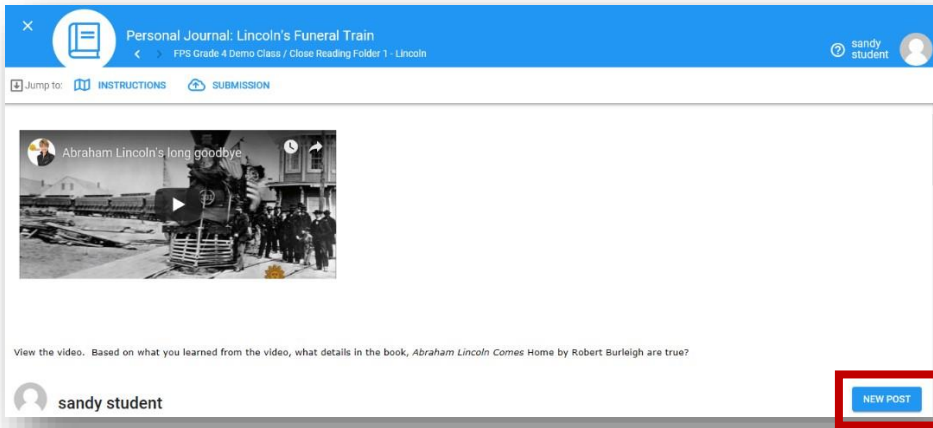 Personal Journal: Lincoln's Funeral Train
FPS Grade 4 Demo Class / Close Reading Folder 1 - Lincoln
sandy
student
Jump to: INSTRUCTIONS SUBMISSION
Abraham Lincoln's long goodbye
View the video. Based on what you learned from the video, what details in the book, Abraham Lincoln Comes Home by Robert Burleigh are true?
sandy student
NEW POST